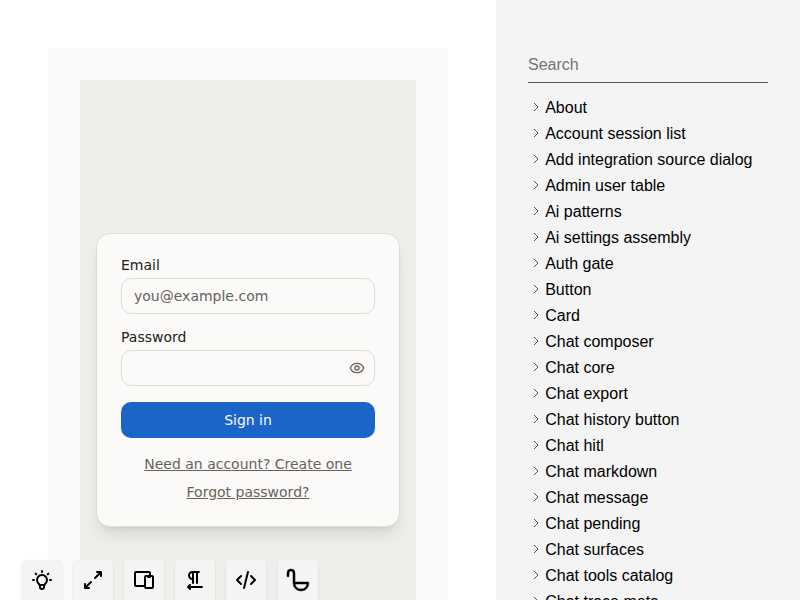 Email
you@example.com
Password
Sign in
Need an account? Create one
Forgot password?
Search
About
Account session list
Add integration source dialog
Admin user table
Ai patterns
Ai settings assembly
Auth gate
Button
Card
Chat composer
Chat core
Chat export
Chat history button
Chat hitl
Chat markdown
Chat message
Chat pending
Chat surfaces
Chat tools catalog
Chat trace meta